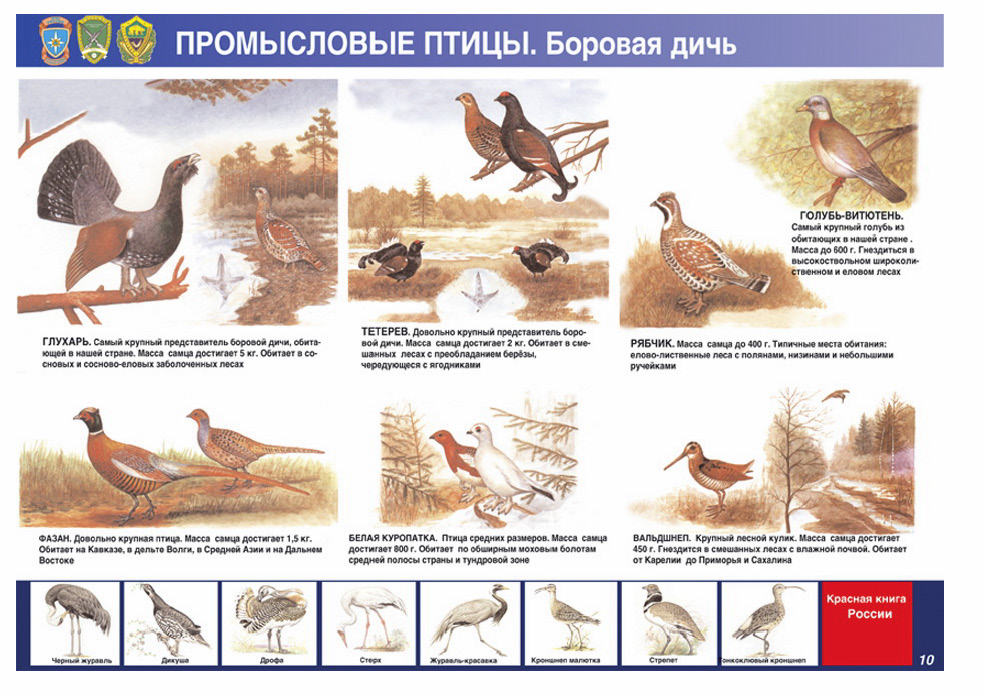 ПРОМЫСЛОВЫЕ ПТИЦЫ. Боровая дичь
ГЛУХАРЬ. Самый крупный представитель боровой дичи, обита-
ющей в нашей стране. Масса самца достигает 5 кг. Обитает в со-
сновых и сосново-еловых заболоченных лесах
ТЕТЕРЕВ. Довольно крупный представитель боро-
вой дичи. Масса самца достигает 2 кг. Обитает в сме-
шанных лесах с преобладанием берёзы,
чередующеся с ягодниками
ГОЛУБЬ-ВИТЮТЕНЬ.
Самый крупный голубь из
обитающих в нашей стране .
Масса до 600 г. Гнездиться в
высокоствольном широколи-
ственном и еловом лесах
РЯБЧИК. Масса самца до 400 г. Типичные места обитания:
елово-лиственные леса с полянами, низинами и небольшими
ручейками
ФАЗАН. Довольно крупная птица. Масса самца достигает 1,5 кг.
Обитает на Кавказе, в дельте Волги, в Средней Азии и на Дальнем
Востоке
БЕЛАЯ КУРОПАТКА. Птица средних размеров. Масса самца
достигает 800 г. Обитает по обширным моховым болотам
средней полосы страны и тундровой зоне
ВАЛЬДШНЕП. Крупный лесной кулик. Масса самца достигает
450 г. Гнездится в смешанных лесах с влажной почвой. Обитает
от Карелии до Приморья и Сахалина
Черный журавль
Дикуша
Дрофа
Стерх
Журавль-красавка
Кроншнеп малютка
Стрепет
онкоклювый кроншнеп
Красная книга
России
10